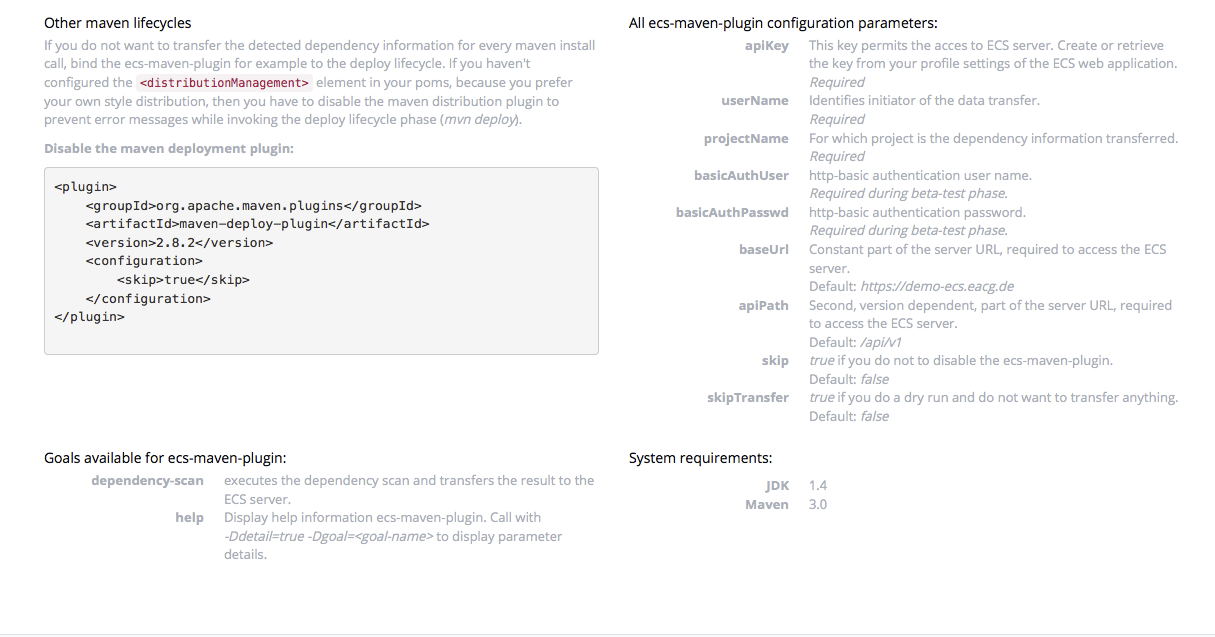 Other maven lifecycles
If you do not want to transfer the detected dependency information for every maven install
call, bind the ecs-maven-plugin for example to the deploy lifecycle. If you haven't
configured the <distributionManagement> element in your poms, because you prefer
your own style distribution, then you have to disable the maven distribution plugin to
prevent error messages while invoking the deploy lifecycle phase (mvn deploy).
Disable the maven deployment plugin:
<plugin>
    <groupId>org.apache.maven.plugins</groupId>
    <artifactId>maven-deploy-plugin</artifactId>
    <version>2.8.2</version>
    <configuration>
        <skip>true</skip>
    </configuration>
</plugin>
All ecs-maven-plugin configuration parameters:
apiKey This key permits the acces to ECS server. Create or retrieve
the key from your profile settings of the ECS web application.
Required
userName Identifies initiator of the data transfer.
Required
projectName For which project is the dependency information transferred.
Required
basicAuthUser http-basic authentication user name.
Required during beta-test phase.
basicAuthPasswd http-basic authentication password.
Required during beta-test phase.
baseUrl Constant part of the server URL, required to access the ECS
server.
Default: https://demo-ecs.eacg.de
apiPath Second, version dependent, part of the server URL, required
to access the ECS server.
Default: /api/v1
skip true if you do not to disable the ecs-maven-plugin.
Default: false
skipTransfer true if you do a dry run and do not want to transfer anything.
Default: false
Goals available for ecs-maven-plugin:
dependency-scan executes the dependency scan and transfers the result to the
ECS server.
help Display help information ecs-maven-plugin. Call with
-Ddetail=true -Dgoal=<goal-name> to display parameter
details.
System requirements:
JDK 1.4
Maven 3.0